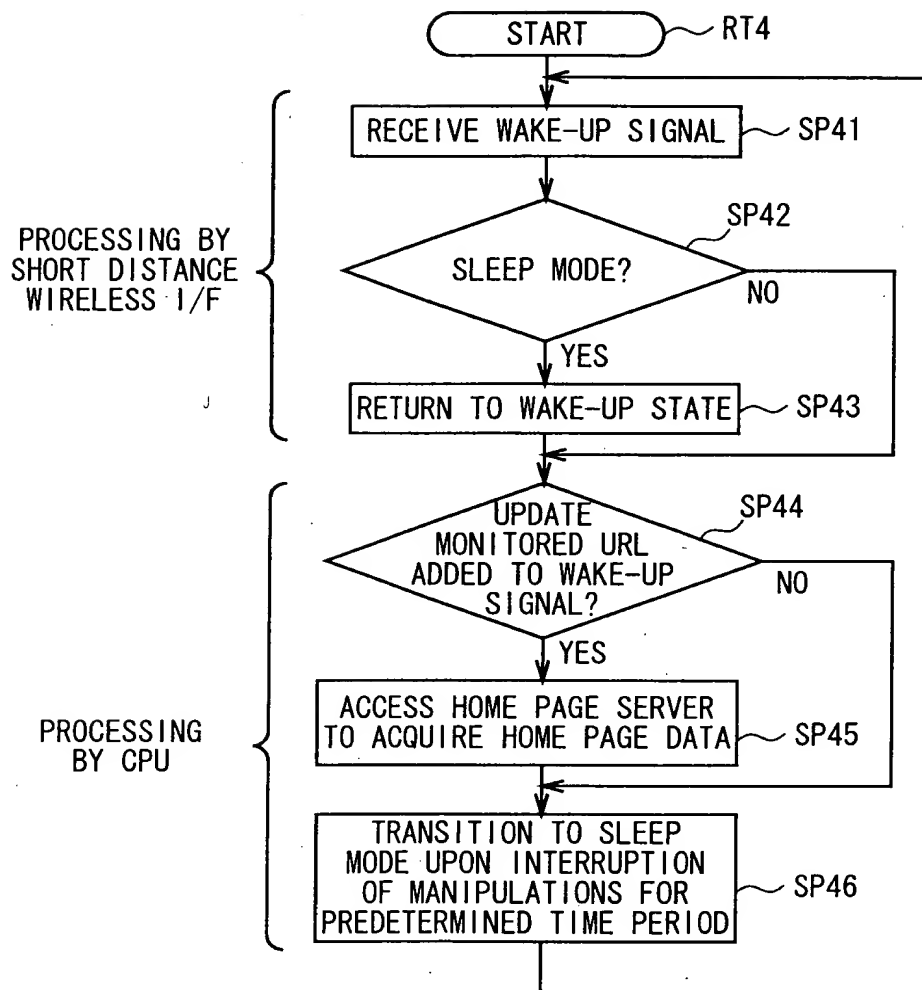 START
RT4
RECEIVE WAKE-UP SIGNAL
SP41
PROCESSING BY
SHORT DISTANCE
WIRELESS I/F
SP42
SLEEP MODE?
NO
YES
RETURN TO WAKE-UP STATE
SP43
SP44
UPDATE
MONITORED URL
ADDED TO WAKE-UP
SIGNAL?
NO
YES
PROCESSING
BY CPU
ACCESS HOME PAGE SERVER
TO ACQUIRE HOME PAGE DATA
SP45
TRANSITION TO SLEEP
MODE UPON INTERRUPTION
OF MANIPULATIONS FOR
PREDETERMINED TIME PERIOD
SP46